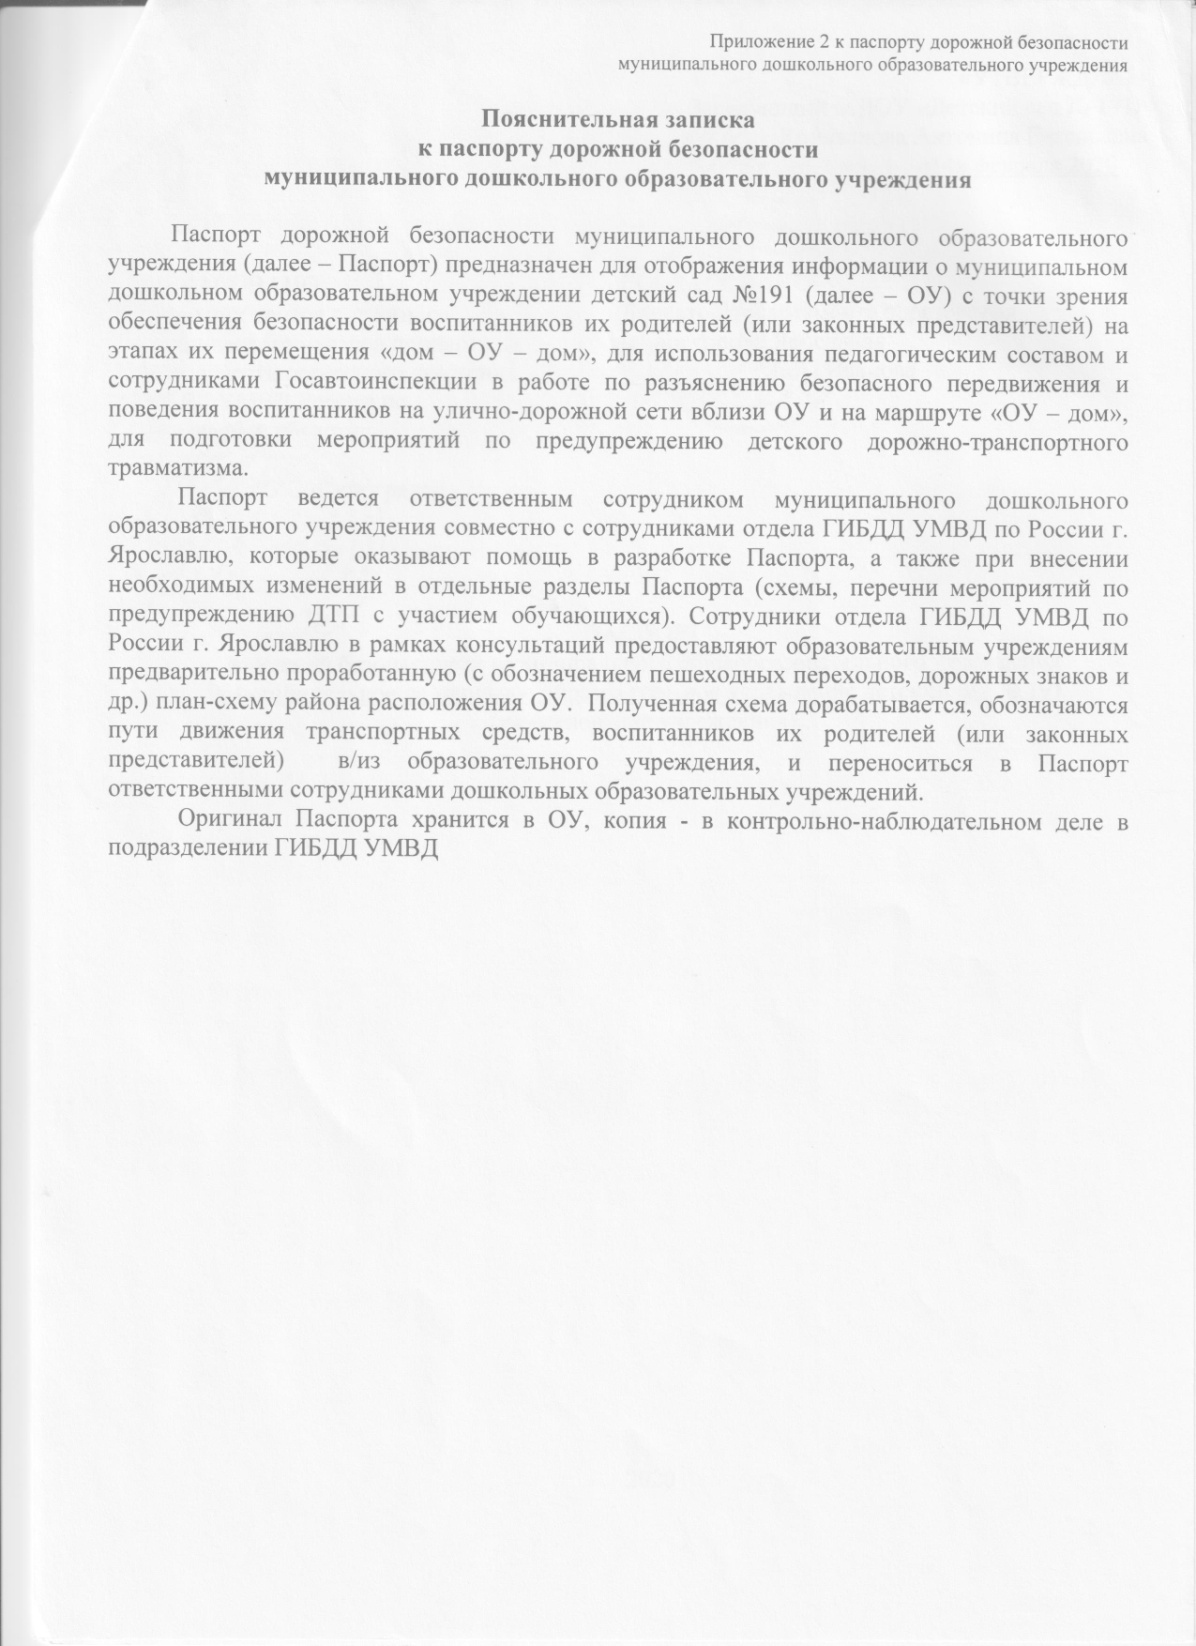 Приложение 2 к паспорту дорожной безопасности
муниципального дошкольного образовательного учреждения
Пояснительная записка
к паспорту дорожной безопасности
муниципального дошкольного образовательного учреждения
Паспорт дорожной безопасности муниципального дошкольного образовательного
учреждения (далее – Паспорт) предназначен для отображения информации о муниципальном
дошкольном образовательном учреждении детский сад №191 (далее – ОУ) с точки зрения
обеспечения безопасности воспитанников их родителей (или законных представителей) на
этапах их перемещения «дом – ОУ – дом», для использования педагогическим составом и
сотрудниками Госавтоинспекции в работе по разъяснению безопасного передвижения и
поведения воспитанников на улично-дорожной сети вблизи ОУ и на маршруте «ОУ – дом»,
для подготовки мероприятий по предупреждению детского дорожно-транспортного
травматизма.
Паспорт ведется ответственным сотрудником муниципального дошкольного
образовательного учреждения совместно с сотрудниками отдела ГИБДД УМВД по России г.
Ярославлю, которые оказывают помощь в разработке Паспорта, а также при внесении
необходимых изменений в отдельные разделы Паспорта (схемы, перечни мероприятий по
предупреждению ДТП с участием обучающихся). Сотрудники отдела ГИБДД УМВД по
России г. Ярославлю в рамках консультаций предоставляют образовательным учреждениям
предварительно проработанную (с обозначением пешеходных переходов, дорожных знаков и
др.) план-схему района расположения ОУ. Полученная схема дорабатывается, обозначаются
пути движения транспортных средств, воспитанников их родителей (или законных
представителей) в/из образовательного учреждения, и переноситься в Паспорт
ответственными сотрудниками дошкольных образовательных учреждений.
Оригинал Паспорта хранится в ОУ, копия - в контрольно-наблюдательном деле в
подразделении ГИБДД УМВД